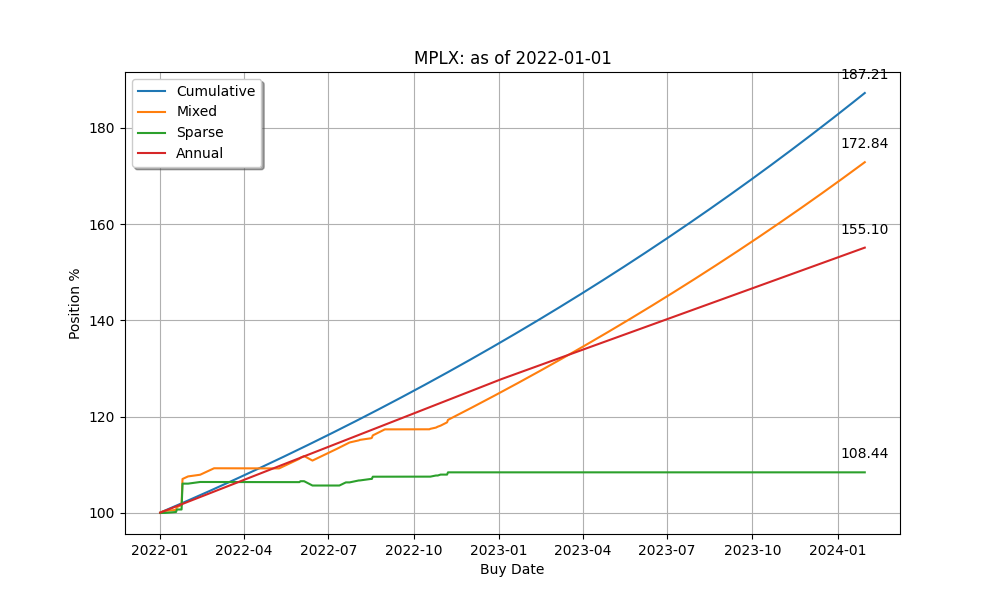 MPLX: as of 2022-01-01
187.21
Cumulative
Mixed
Sparse
Annual
172.84
155.10
108.44
180
160
140
120
100
Position %
2022-01 2022-04 2022-07 2022-10 2023-01 2023-04 2023-07 2023-10 2024-01
Buy Date